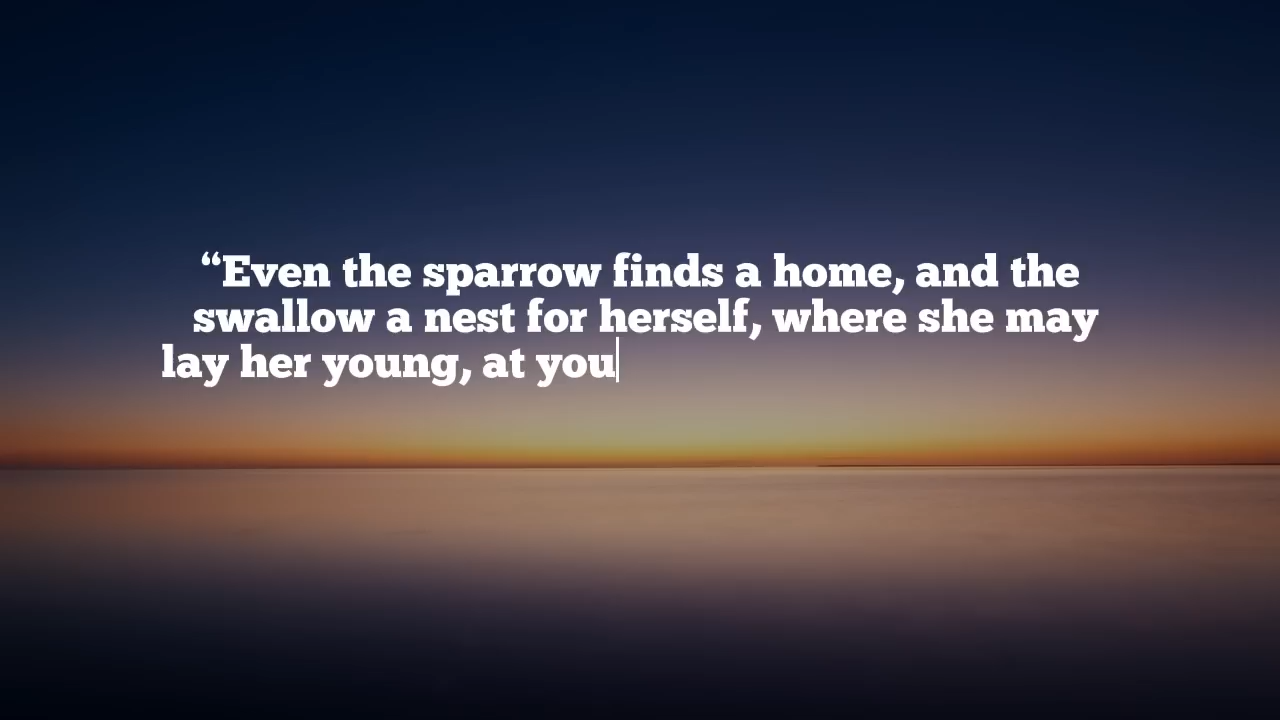 “Even the sparrow finds a home, and the
swallow a nest for herself, where she may
lay her young, at you